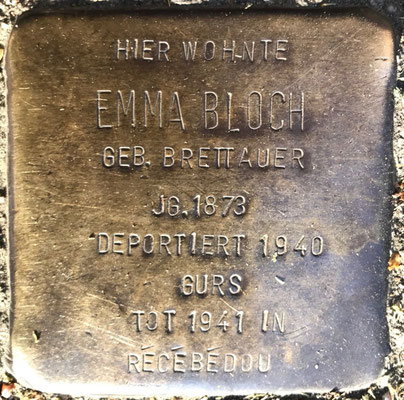 HIER WOHNTE
EMMA BLOCH
GEB. BRETTAUER
JG. 1873
DEPORTIERT 1940
GURS
TOT 1941 IN
RÉCÉBÉDOU